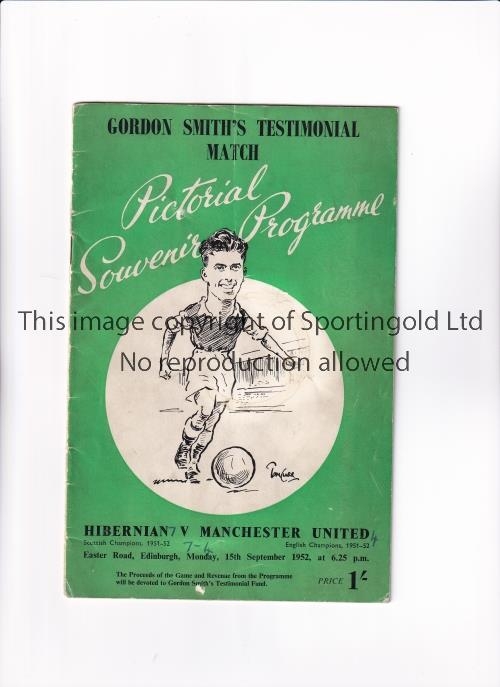 GORDON SMITH'S TESTIMONIAL
MATCH
Pictorial
Souvenir Programme
This image is copyright of Sportingold Ltd
No reproduction allowed
HIBERNIAN 7 V MANCHESTER UNITED
Scottish Champions, 1951-52
English Champions, 1951-52
Easter Road, Edinburgh, Monday, 15th September 1952, at 6.25 p.m.
The Proceeds of the Game and Revenue from the Programme
will be devoted to Gordon Smith's Testimonial Fund.
PRICE 1/-